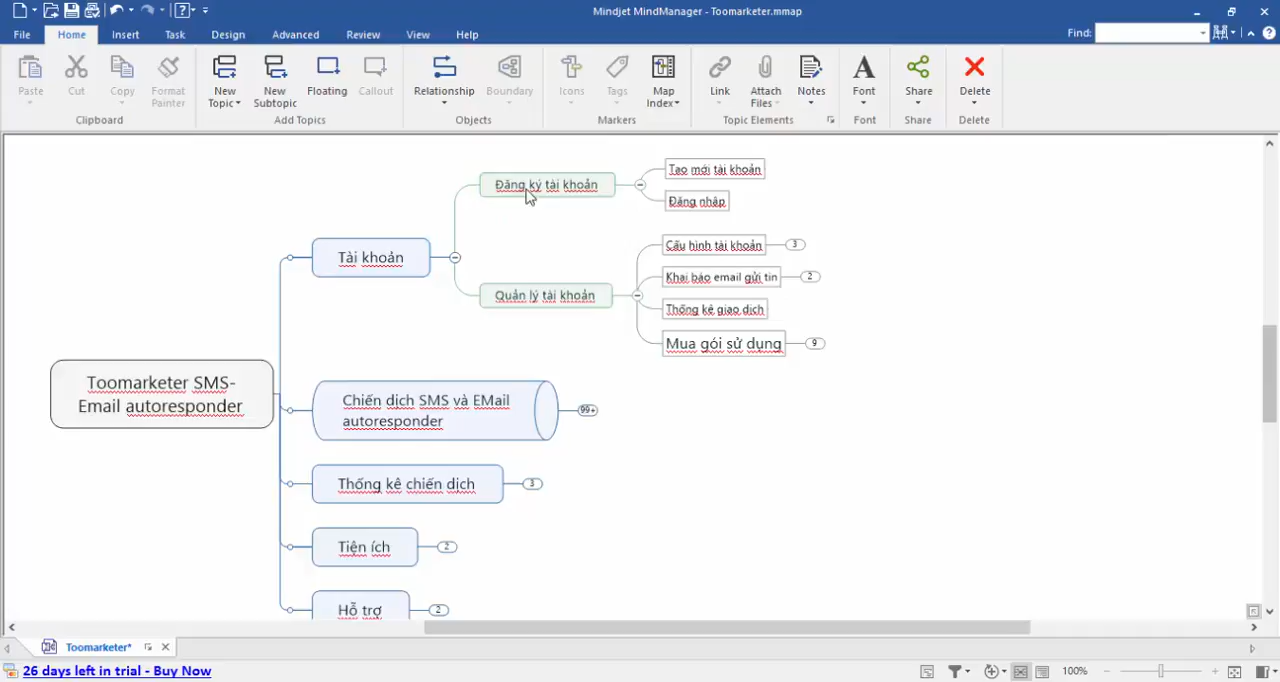 Mindjet MindManager - Toomarketer.mmap
File Home Insert Task Design Advanced Review View Help Find:
Paste Cut Copy Format Painter
Clipboard
New Topic New Subtopic Floating Callout
Add Topics
Relationship Boundary
Objects
Icons Tags Map Index
Markers
Link Attach Files Notes
Topic Elements
Font
Font
Share
Share
Delete
Delete
Đăng ký tài khoản
Tạo mới tài khoản
Đăng nhập
Tài khoản
Quản lý tài khoản
Cấu hình tài khoản 3
Khai báo email gửi tin 2
Thống kê giao dịch
Mua gói sử dụng 9
Toomarketer SMS-
Email autoresponder
Chiến dịch SMS và EMail
autoresponder
99+
Thống kê chiến dịch 3
Tiện ích 2
Hỗ trợ 2
Toomarketer*
26 days left in trial - Buy Now
100%